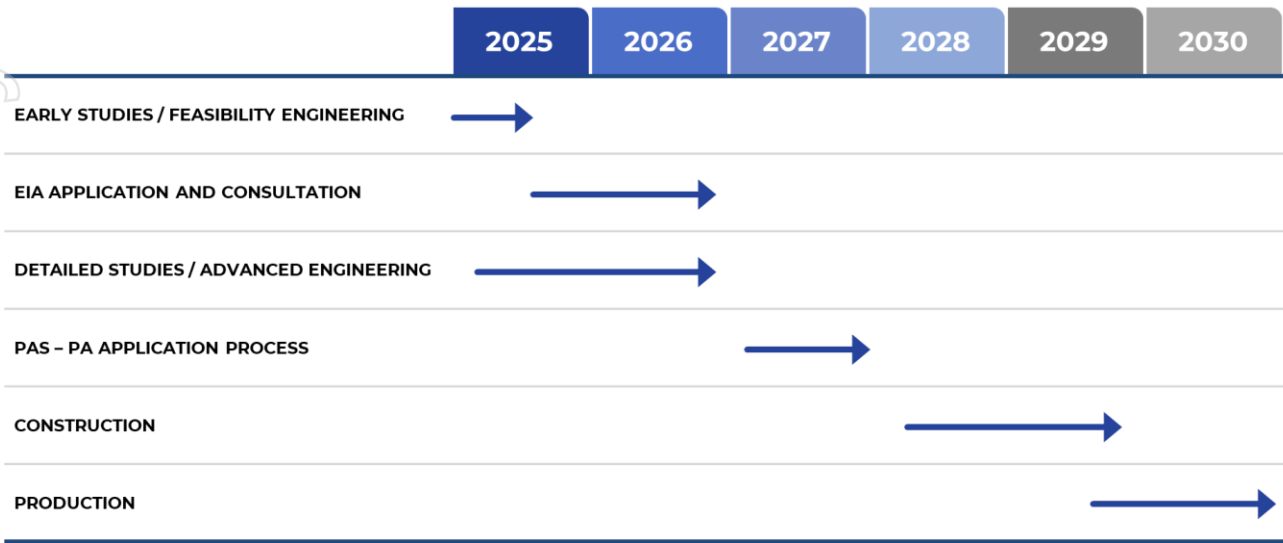 2025 2026 2027 2028 2029 2030
EARLY STUDIES / FEASIBILITY ENGINEERING
EIA APPLICATION AND CONSULTATION
DETAILED STUDIES / ADVANCED ENGINEERING
PAS – PA APPLICATION PROCESS
CONSTRUCTION
PRODUCTION